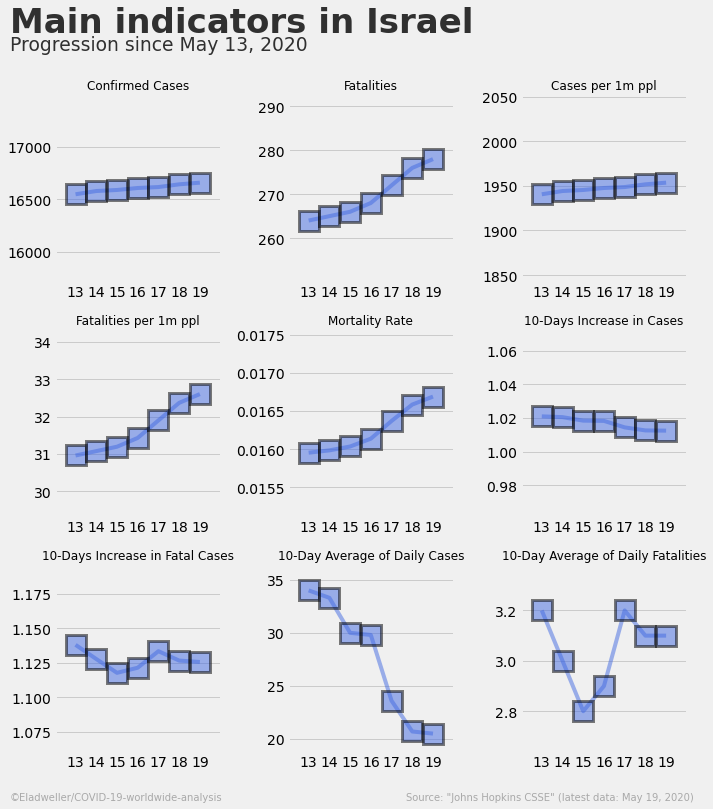 Main indicators in Israel
Progression since May 13, 2020
Confirmed Cases
17000
16500
16000
13 14 15 16 17 18 19
Fatalities
290
280
270
260
13 14 15 16 17 18 19
Cases per 1m ppl
2050
2000
1950
1900
1850
13 14 15 16 17 18 19
Fatalities per 1m ppl
34
33
32
31
30
13 14 15 16 17 18 19
Mortality Rate
0.0175
0.0170
0.0165
0.0160
0.0155
13 14 15 16 17 18 19
10-Days Increase in Cases
1.06
1.04
1.02
1.00
0.98
13 14 15 16 17 18 19
10-Days Increase in Fatal Cases
1.175
1.150
1.125
1.100
1.075
13 14 15 16 17 18 19
10-Day Average of Daily Cases
35
30
25
20
13 14 15 16 17 18 19
10-Day Average of Daily Fatalities
3.2
3.0
2.8
13 14 15 16 17 18 19
©Eladweller/COVID-19-worldwide-analysis
Source: "Johns Hopkins CSSE" (latest data: May 19, 2020)